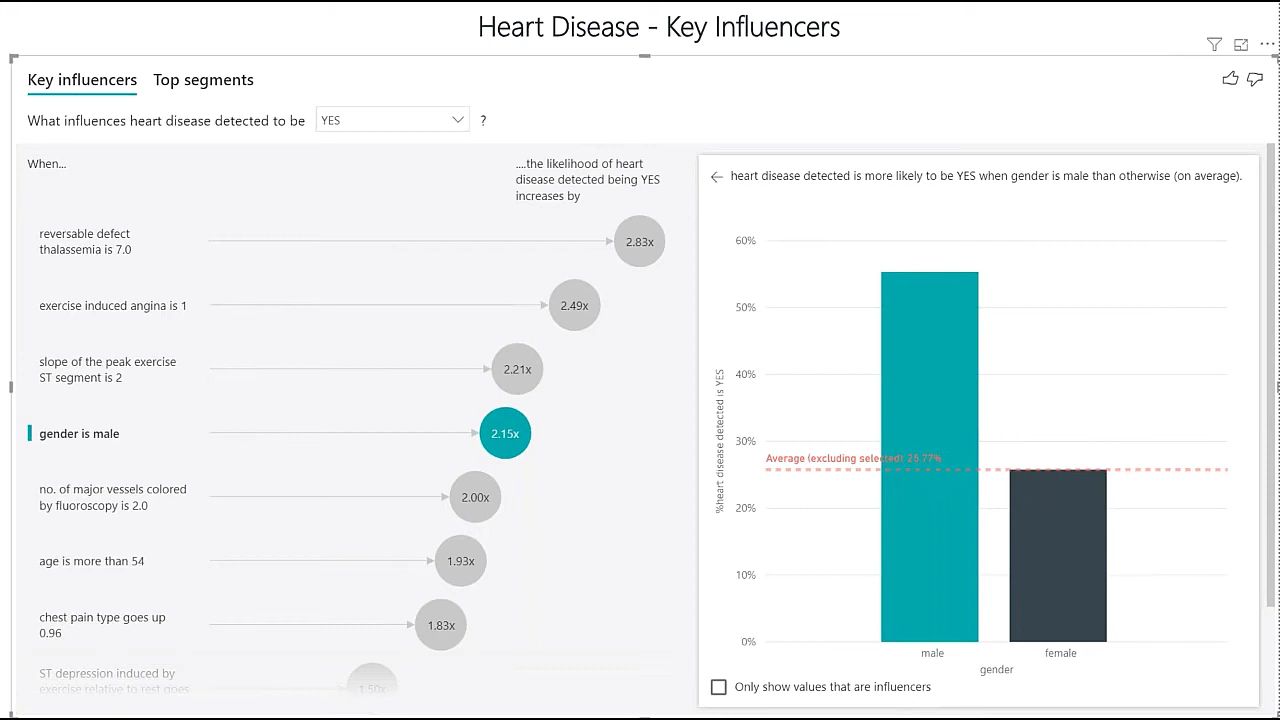 Heart Disease - Key Influencers
Key influencers Top segments
What influences heart disease detected to be YES ?
When...
....the likelihood of heart
disease detected being YES
increases by
reversable defect
thalassemia is 7.0
2.83x
exercise induced angina is 1
2.49x
slope of the peak exercise
ST segment is 2
2.21x
gender is male
2.15x
no. of major vessels colored
by fluoroscopy is 2.0
2.00x
age is more than 54
1.93x
chest pain type goes up
0.96
1.83x
ST depression induced by
exercise relative to rest goes
1.50x
heart disease detected is more likely to be YES when gender is male than otherwise (on average).
%heart disease detected is YES
60%
50%
40%
30%
Average (excluding selected) 25.77%
20%
10%
0%
male female
gender
Only show values that are influencers